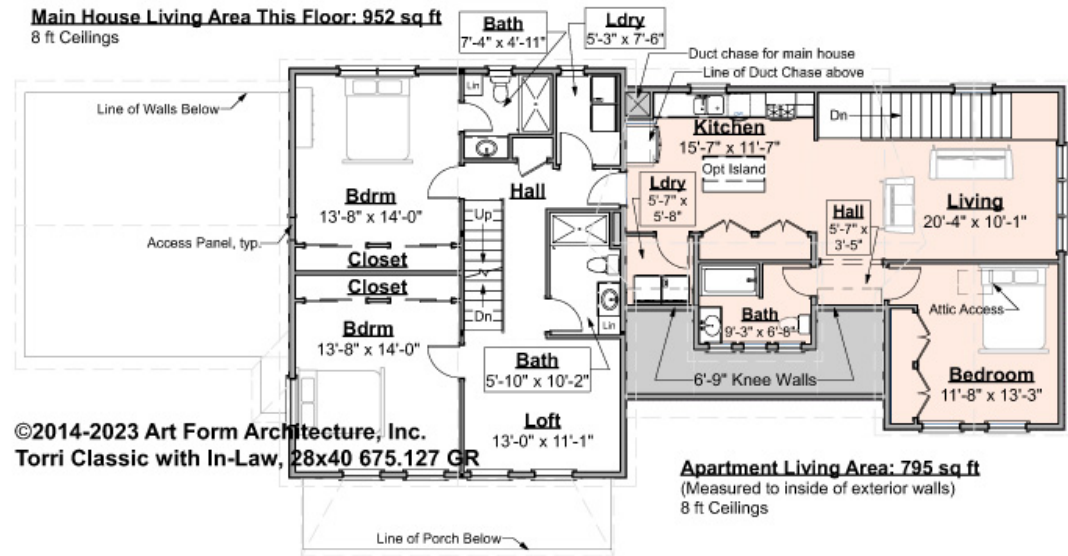 Main House Living Area This Floor: 952 sq ft
8 ft Ceilings
Bath
7'-4" x 4'-11"
Ldry
5'-3" x 7'-6"
Duct chase for main house
Line of Duct Chase above
Line of Walls Below
Lin
Dn
Kitchen
15'-7" x 11'-7"
Opt Island
Bdrm
13'-8" x 14'-0"
Hall
Ldry
5'-7" x
5'-8"
Hall
5'-7" x
3'-5"
Living
20'-4" x 10'-1"
Up
Access Panel, typ.
Closet
Closet
Dn
Lin
Bath
9'-3" x 6'-8"
Attic Access
Bdrm
13'-8" x 14'-0"
Bath
5'-10" x 10'-2"
6'-9" Knee Walls
Bedroom
11'-8" x 13'-3"
Loft
13'-0" x 11'-1"
©2014-2023 Art Form Architecture, Inc.
Torri Classic with In-Law, 28x40 675.127 GR
Apartment Living Area: 795 sq ft
(Measured to inside of exterior walls)
8 ft Ceilings
Line of Porch Below